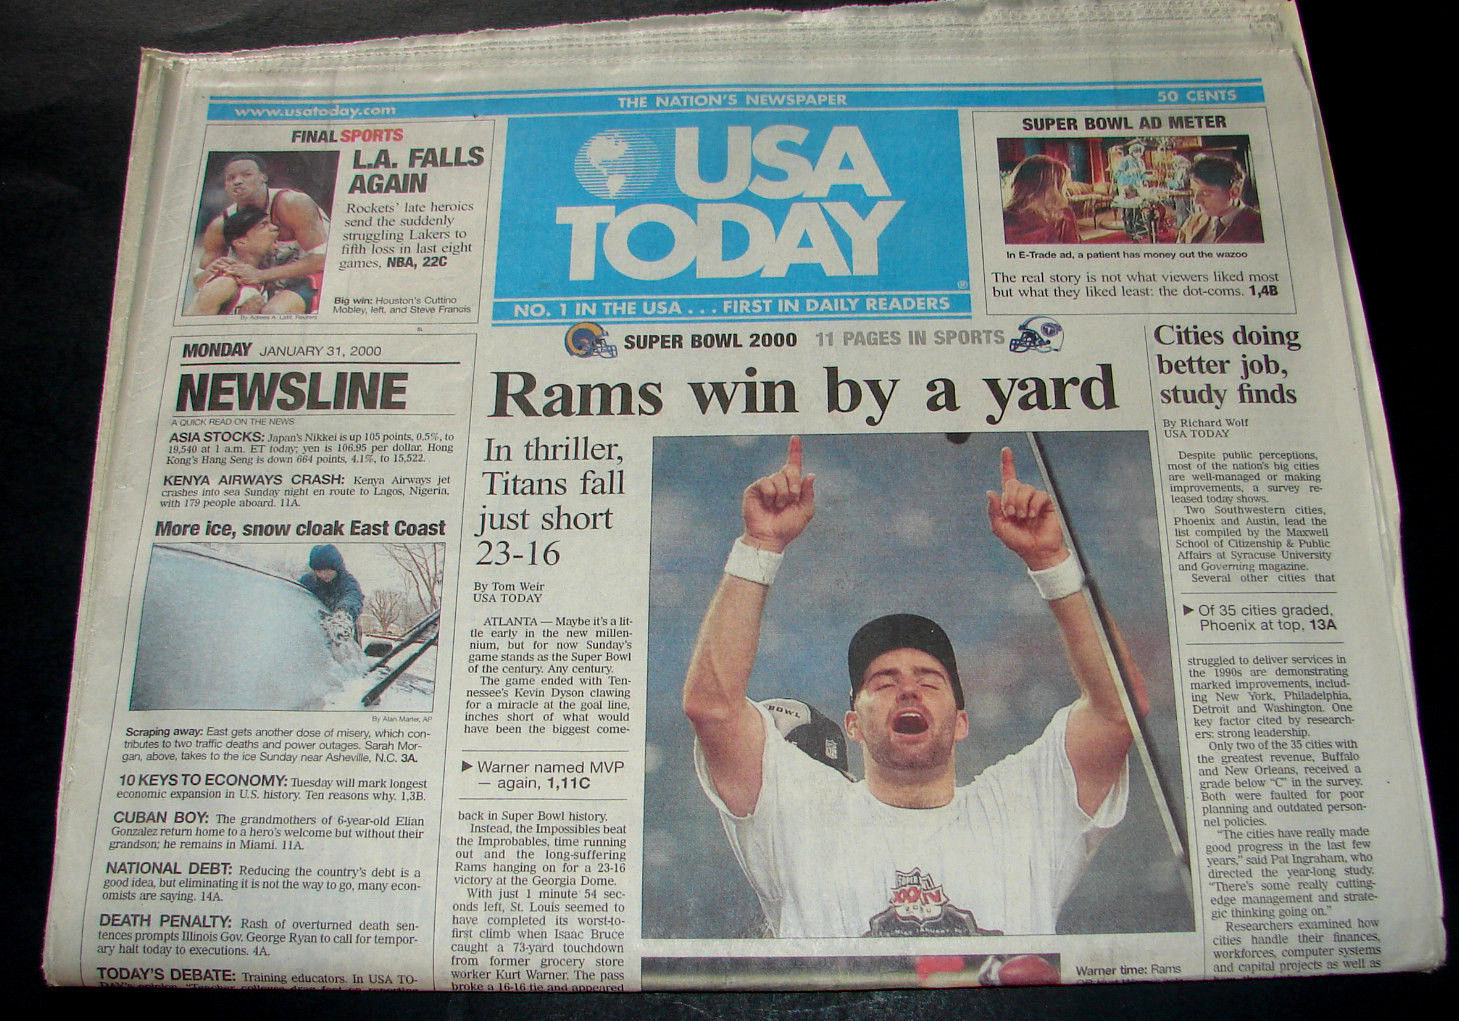 www.usatoday.com
THE NATION'S NEWSPAPER
50 CENTS
FINAL SPORTS
L.A. FALLS
AGAIN
Rockets' late heroics
send the suddenly
struggling Lakers to
fifth loss in last eight
games, NBA, 22C
Big win: Houston's Cuttino
Mobley, left, and Steve Francis
USA
TODAY
NO. 1 IN THE USA . . . FIRST IN DAILY READERS
SUPER BOWL AD METER
In E-Trade ad, a patient has money out the wazoo
The real story is not what viewers liked most
but what they liked least: the dot-coms. 1,4B
MONDAY JANUARY 31, 2000
NEWSLINE
A QUICK READ ON THE NEWS
ASIA STOCKS: Japan's Nikkei is up 105 points, 0.5%, to
19,540 at 1 a.m. ET today; yen is 106.95 per dollar. Hong
Kong's Hang Seng is down 664 points, 4.1%, to 15,522.
KENYA AIRWAYS CRASH: Kenya Airways jet
crashes into sea Sunday night en route to Lagos, Nigeria,
with 179 people aboard. 11A.
More ice, snow cloak East Coast
By Alan Marler, AP
Scraping away: East gets another dose of misery, which con-
tributes to two traffic deaths and power outages. Sarah Mor-
gan, above, takes to the ice Sunday near Asheville, N.C. 3A.
10 KEYS TO ECONOMY: Tuesday will mark longest
economic expansion in U.S. history. Ten reasons why. 1,3B.
CUBAN BOY: The grandmothers of 6-year-old Elian
Gonzalez return home to a hero's welcome but without their
grandson; he remains in Miami. 11A.
NATIONAL DEBT: Reducing the country's debt is a
good idea, but eliminating it is not the way to go, many econ-
omists are saying. 14A.
DEATH PENALTY: Rash of overturned death sen-
tences prompts Illinois Gov. George Ryan to call for tempor-
ary halt today to executions. 4A.
TODAY'S DEBATE: Training educators. In USA TO-
SUPER BOWL 2000 11 PAGES IN SPORTS
Rams win by a yard
In thriller,
Titans fall
just short
23-16
By Tom Weir
USA TODAY
ATLANTA — Maybe it's a lit-
tle early in the new millen-
nium, but for now Sunday's
game stands as the Super Bowl
of the century. Any century.
The game ended with Ten-
nessee's Kevin Dyson clawing
for a miracle at the goal line,
inches short of what would
have been the biggest come-
Warner named MVP
— again, 1,11C
back in Super Bowl history.
Instead, the Impossibles beat
the Improbables, time running
out and the long-suffering
Rams hanging on for a 23-16
victory at the Georgia Dome.
With just 1 minute 54 sec-
onds left, St. Louis seemed to
have completed its worst-to-
first climb when Isaac Bruce
caught a 73-yard touchdown
from former grocery store
worker Kurt Warner. The pass
broke a 16-16 tie and appeared
BOWL
NFL
SUPER BOWL
XXXIV
2000
Warner time: Rams
Cities doing
better job,
study finds
By Richard Wolf
USA TODAY
Despite public perceptions,
most of the nation's big cities
are well-managed or making
improvements, a survey re-
leased today shows.
Two Southwestern cities,
Phoenix and Austin, lead the
list compiled by the Maxwell
School of Citizenship & Public
Affairs at Syracuse University
and Governing magazine.
Several other cities that
Of 35 cities graded,
Phoenix at top, 13A
struggled to deliver services in
the 1990s are demonstrating
marked improvements, includ-
ing New York, Philadelphia,
Detroit and Washington. One
key factor cited by research-
ers: strong leadership.
Only two of the 35 cities with
the greatest revenue, Buffalo
and New Orleans, received a
grade below "C" in the survey.
Both were faulted for poor
planning and outdated person-
nel policies.
"The cities have really made
good progress in the last few
years," said Pat Ingraham, who
directed the year-long study.
"There's some really cutting-
edge management and strate-
gic thinking going on."
Researchers examined how
cities handle their finances,
workforces, computer systems
and capital projects as well as